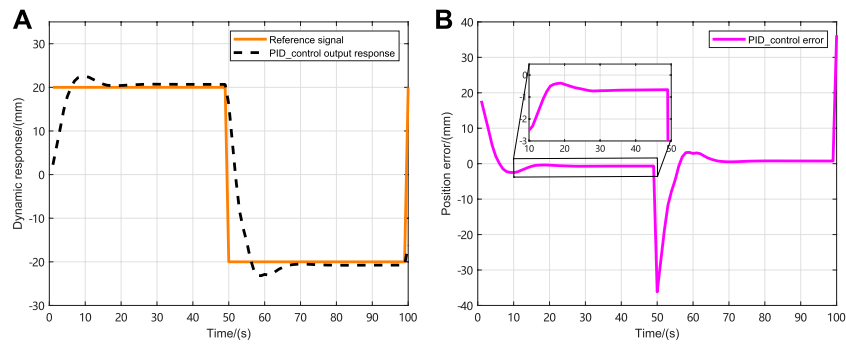 A
30
20
10
0
-10
-20
-30
0 10 20 30 40 50 60 70 80 90 100
Dynamic response/(mm)
Time/(s)
Reference signal
PID_control output response
B
40
30
20
10
0
-10
-20
-30
-40
0 10 20 30 40 50 60 70 80 90 100
Position error/(mm)
Time/(s)
PID_control error
0
-1
-2
-3
10 20 30 40 50